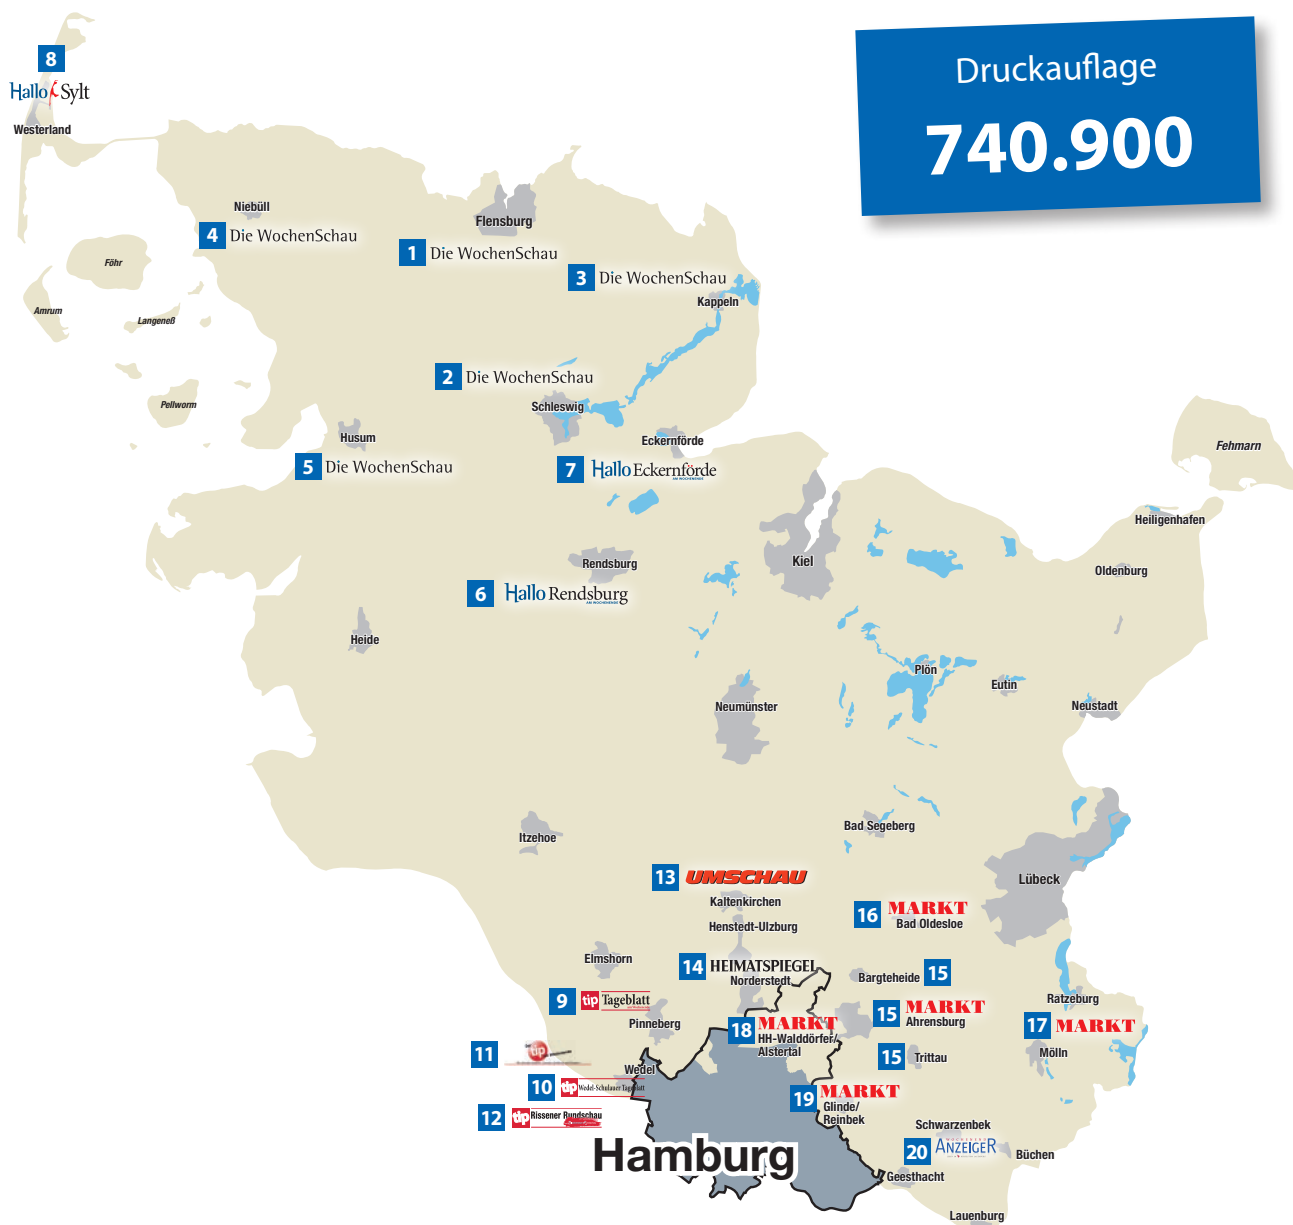 Druckauflage
740.900
8
Hallo Sylt
Westerland
Niebüll
4 Die WochenSchau
Flensburg
1 Die WochenSchau
3 Die WochenSchau
Kappeln
Föhr
Amrum
Langeneß
Pellworm
2 Die WochenSchau
Schleswig
Husum
5 Die WochenSchau
Eckernförde
7 Hallo Eckernförde
AM WOCHENENDE
Fehmarn
Heiligenhafen
Oldenburg
Kiel
Rendsburg
6 Hallo Rendsburg
AM WOCHENENDE
Heide
Plön
Eutin
Neustadt
Neumünster
Itzehoe
Bad Segeberg
Lübeck
13 UMSCHAU
Kaltenkirchen
Henstedt-Ulzburg
16 MARKT
Bad Oldesloe
Elmshorn
14 HEIMATSPIEGEL
Norderstedt
Bargteheide 15
9 tip Tageblatt
Pinneberg
15 MARKT
Ahrensburg
Ratzeburg
17 MARKT
Mölln
18 MARKT
HH-Walddörfer/
Alstertal
15 Trittau
11 tip
Wedel
10 tip Wedel-Schulauer Tageblatt
12 tip Rissener Rundschau
19 MARKT
Glinde/
Reinbek
Hamburg
Schwarzenbek
20 ANZEIGER
Büchen
Geesthacht
Lauenburg